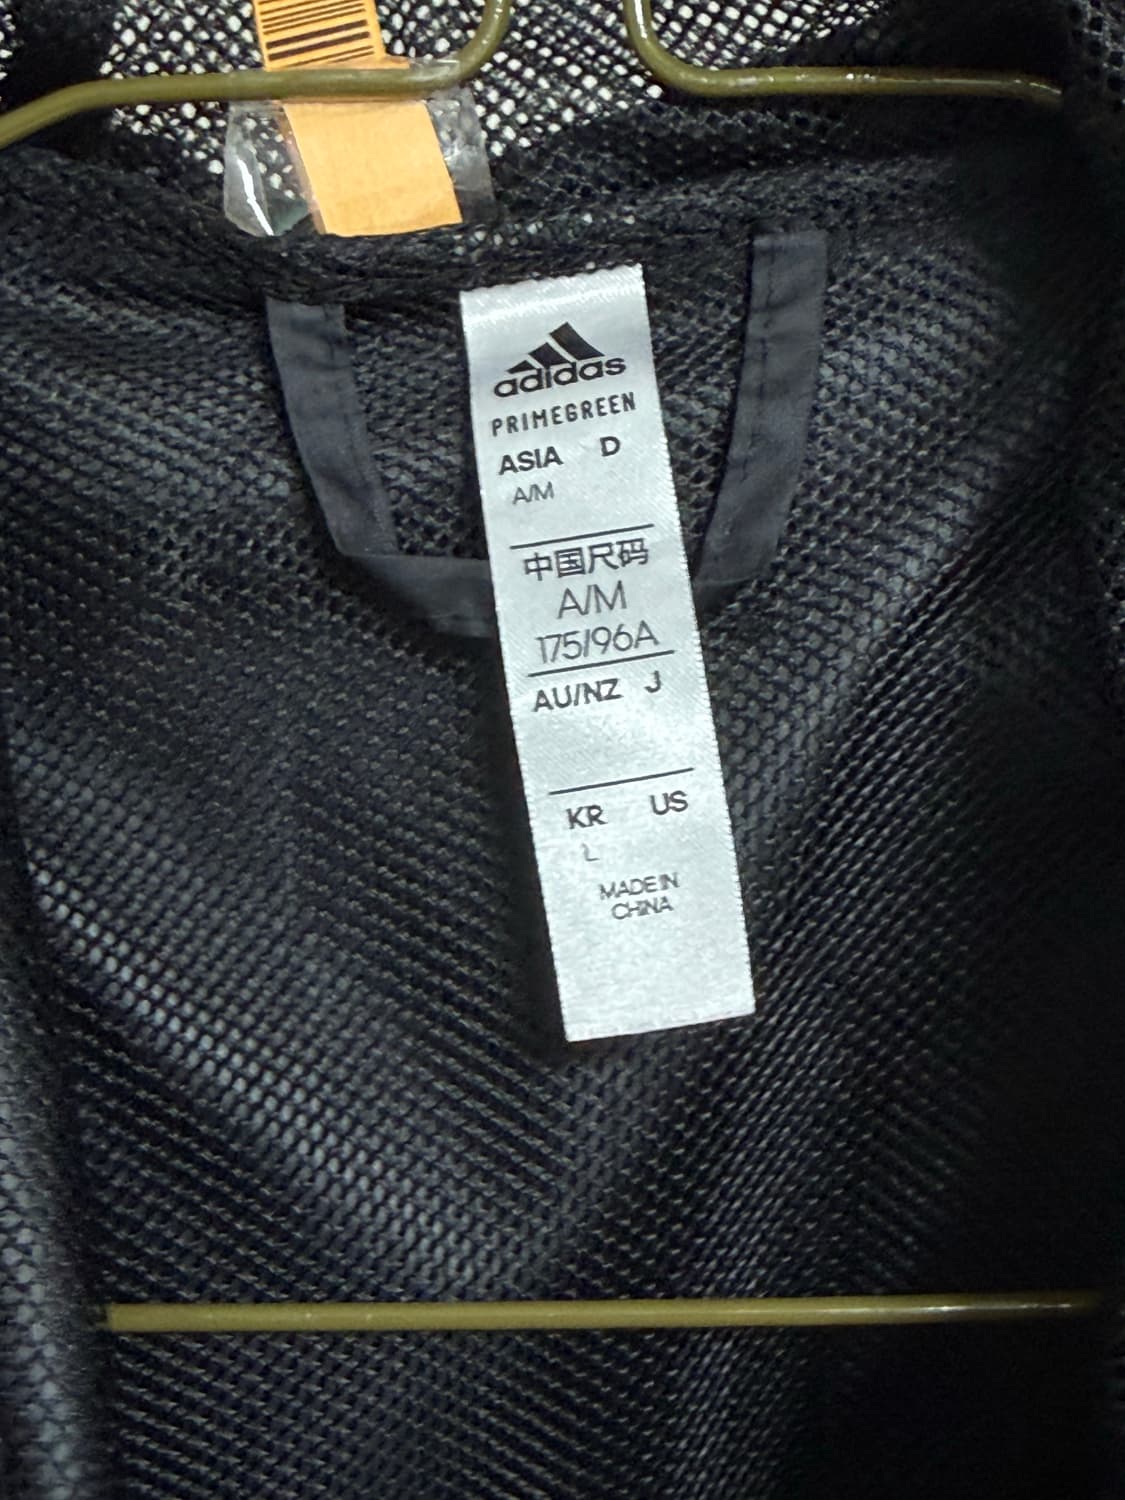 adidas
PRIMEGREEN
ASIA D
A/M
中国尺码
A/M
175/96A
AU/NZ J
KR US
L
MADE IN
CHINA